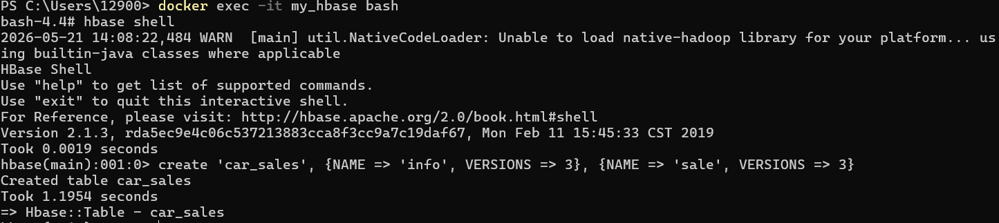 PS C:\Users\12900> docker exec -it my_hbase bash
bash-4.4# hbase shell
2026-05-21 14:08:22,484 WARN  [main] util.NativeCodeLoader: Unable to load native-hadoop library for your platform... us
ing builtin-java classes where applicable
HBase Shell
Use "help" to get list of supported commands.
Use "exit" to quit this interactive shell.
For Reference, please visit: http://hbase.apache.org/2.0/book.html#shell
Version 2.1.3, rda5ec9e4c06c537213883cca8f3cc9a7c19daf67, Mon Feb 11 15:45:33 CST 2019
Took 0.0019 seconds
hbase(main):001:0> create 'car_sales', {NAME => 'info', VERSIONS => 3}, {NAME => 'sale', VERSIONS => 3}
Created table car_sales
Took 1.1954 seconds
=> Hbase::Table - car_sales